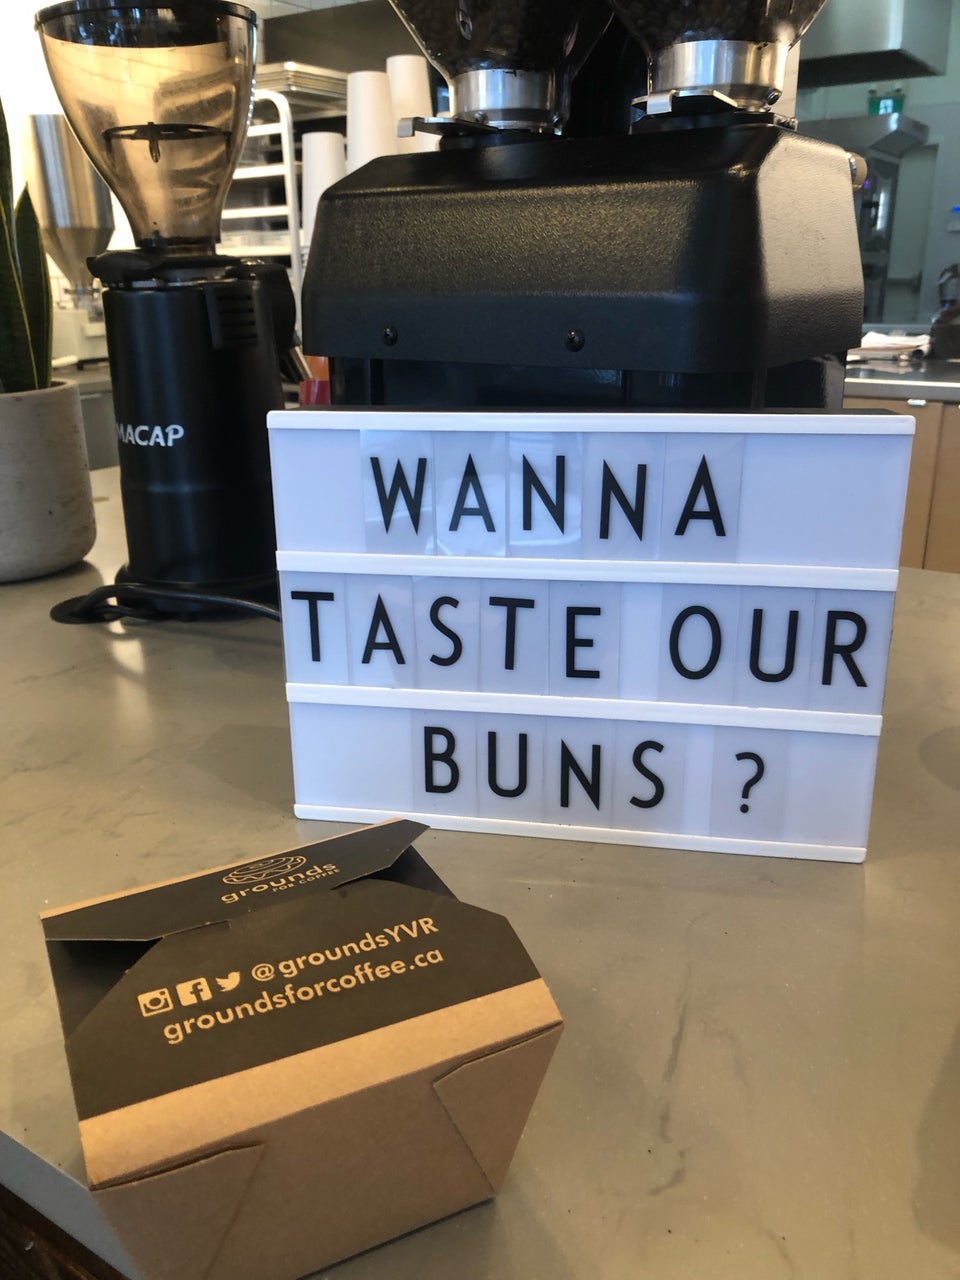 MACAP
WANNA
TASTE OUR
BUNS ?
grounds
FOR COFFEE
@groundsYVR
groundsforcoffee.ca